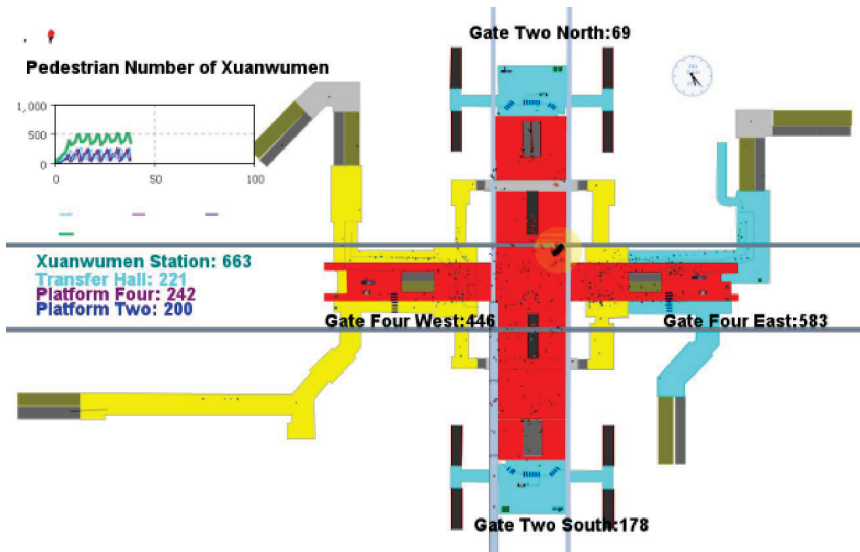 Gate Two North:69
Pedestrian Number of Xuanwumen
1,000
500
0
0 50 100
Xuanwumen Station: 663
Transfer Hall: 221
Platform Four: 242
Platform Two: 200
Gate Four West:446
Gate Four East:583
Gate Two South:178